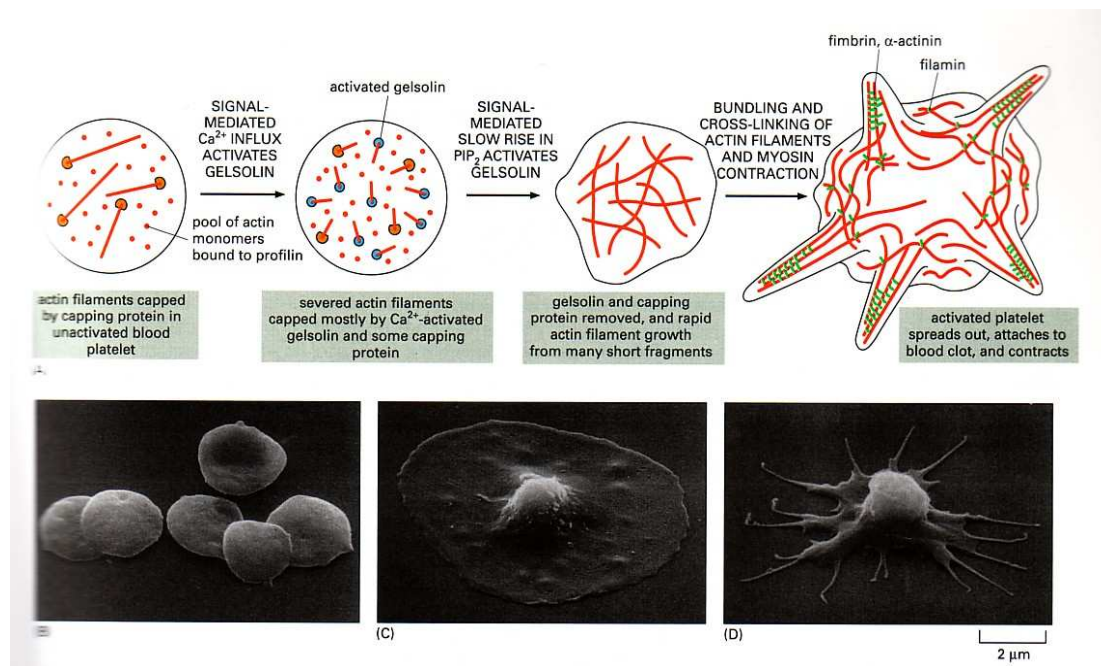 fimbrin, α-actinin
filamin
activated gelsolin
SIGNAL-
MEDIATED
Ca²⁺ INFLUX
ACTIVATES
GELSOLIN
SIGNAL-
MEDIATED
SLOW RISE IN
PIP₂ ACTIVATES
GELSOLIN
BUNDLING AND
CROSS-LINKING OF
ACTIN FILAMENTS
AND MYOSIN
CONTRACTION
pool of actin
monomers
bound to profilin
actin filaments capped
by capping protein in
unactivated blood
platelet
severed actin filaments
capped mostly by Ca²⁺-activated
gelsolin and some capping
protein
gelsolin and capping
protein removed, and rapid
actin filament growth
from many short fragments
activated platelet
spreads out, attaches to
blood clot, and contracts
(A)
(B)
(C)
(D)
2 μm